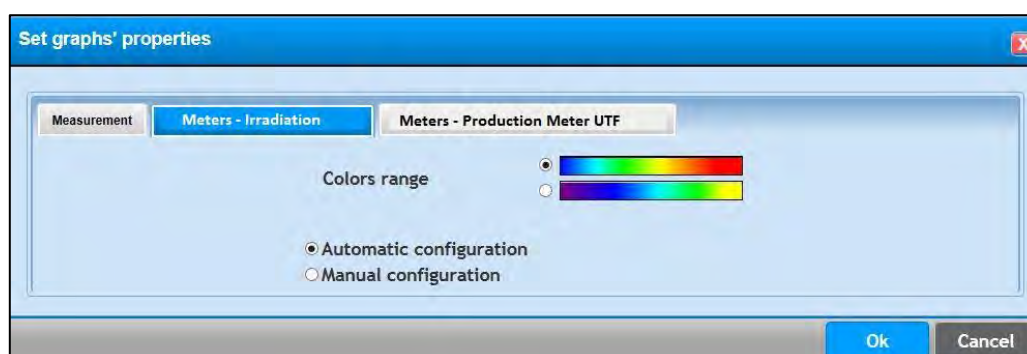 Set graphs' properties
X
Measurement
Meters - Irradiation
Meters - Production Meter UTF
Colors range
Automatic configuration
Manual configuration
Ok
Cancel